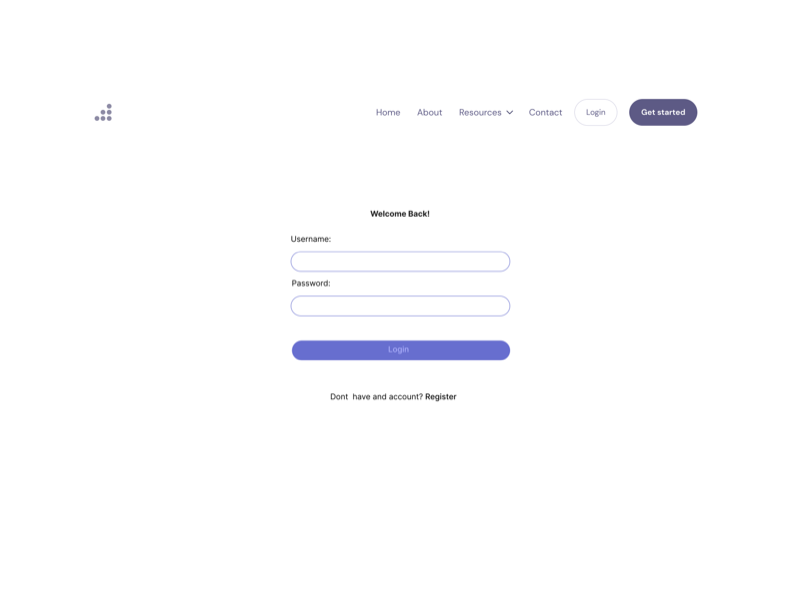 Home About Resources Contact Login Get started
Welcome Back!
Username:
Password:
Login
Dont have and account? Register